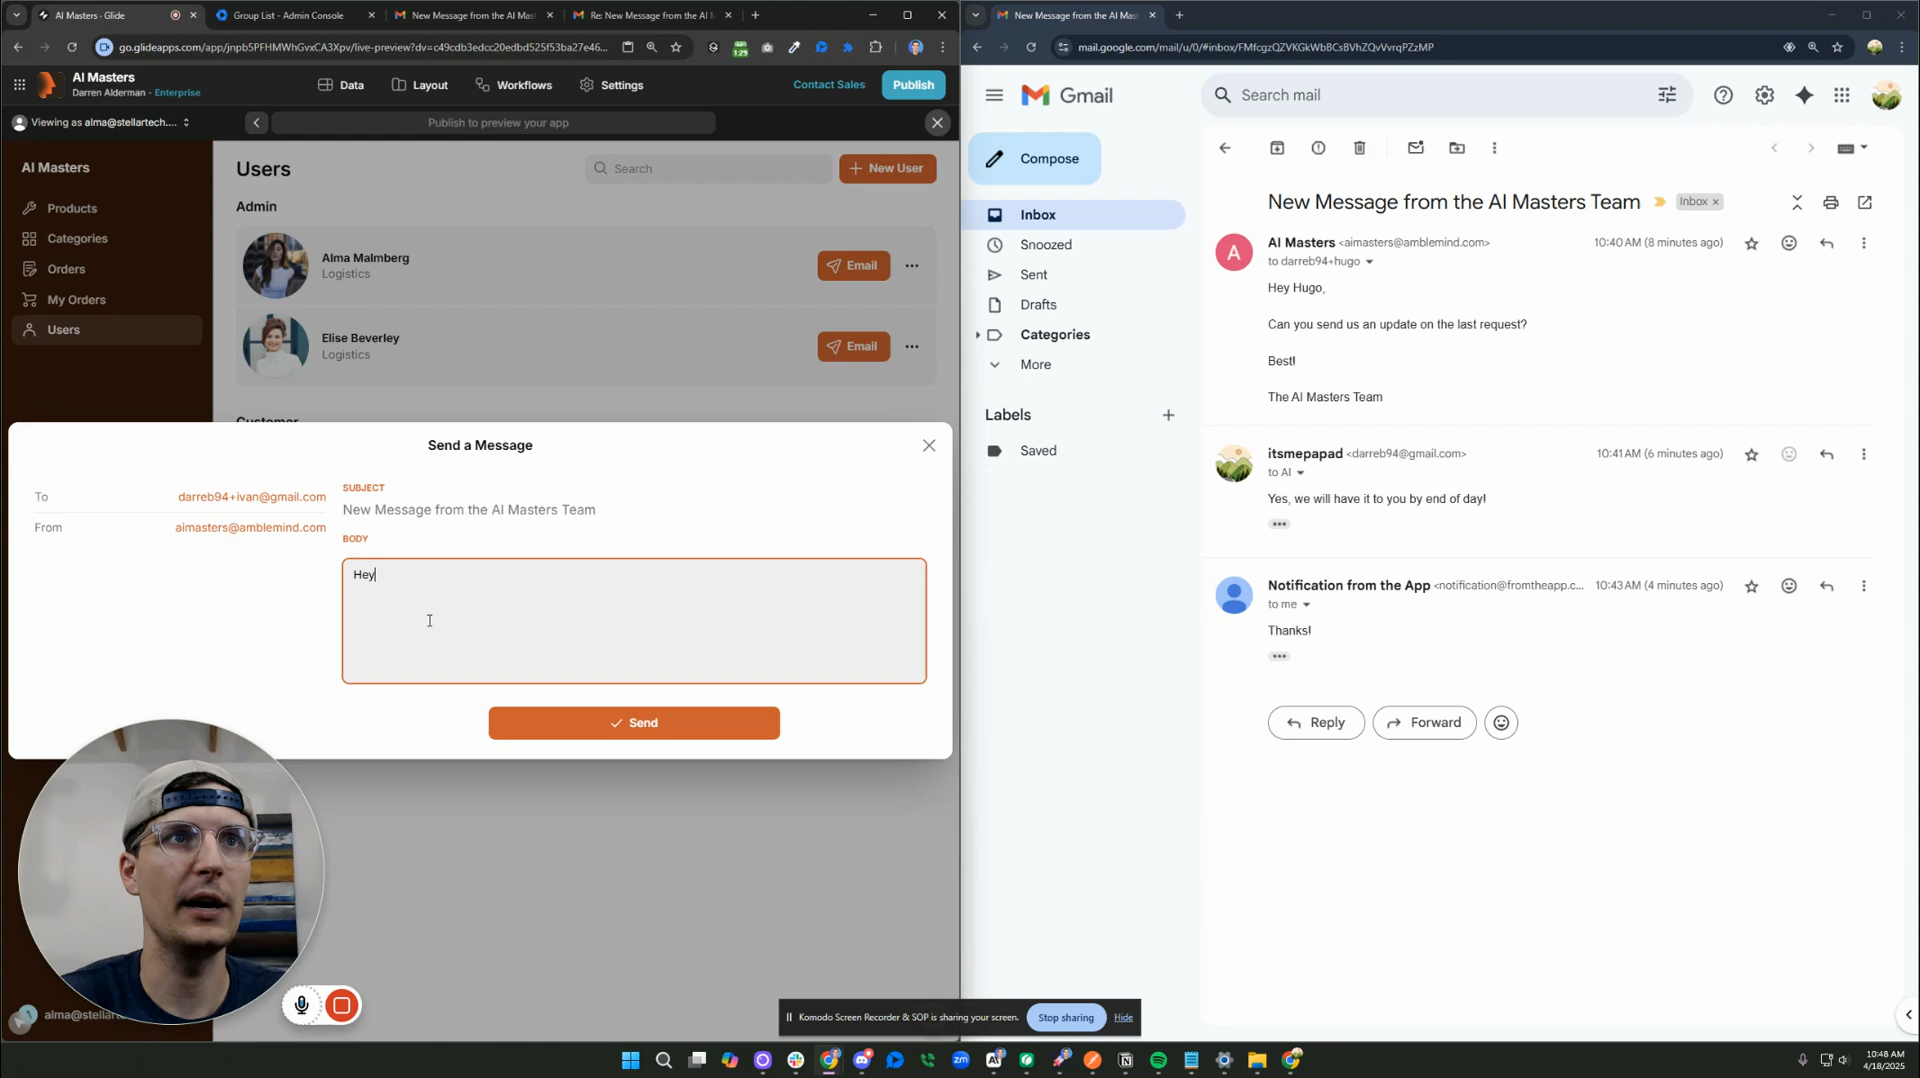 AI Masters - Glide
Group List - Admin Console
New Message from the AI Mast
Re: New Message from the AI M
New Message from the AI Mast
go.glideapps.com/app/jnpb5PFHMWhGvxCA3Xpv/live-preview?dv=c49cdb3edcc20edbd525f53ba27e46...
mail.google.com/mail/u/0/#inbox/FMfcgzQZVKGkWbBCsBVhZQvVvrqPZzMP
AI Masters
Darren Alderman · Enterprise
Data
Layout
Workflows
Settings
Contact Sales
Publish
Viewing as alma@stellartech....
Publish to preview your app
AI Masters
Products
Categories
Orders
My Orders
Users
Users
Search
New User
Admin
Alma Malmberg
Logistics
Email
Elise Beverley
Logistics
Email
Customer
Send a Message
To
darreb94+ivan@gmail.com
From
aimasters@amblemind.com
SUBJECT
New Message from the AI Masters Team
BODY
Hey
Send
alma@stellart
Gmail
Search mail
Compose
Inbox
Snoozed
Sent
Drafts
Categories
More
Labels
Saved
New Message from the AI Masters Team
Inbox ×
A
AI Masters <aimasters@amblemind.com>
10:40 AM (8 minutes ago)
to darreb94+hugo
Hey Hugo,
Can you send us an update on the last request?
Best!
The AI Masters Team
itsmepapad <darreb94@gmail.com>
10:41 AM (6 minutes ago)
to AI
Yes, we will have it to you by end of day!
Notification from the App <notification@fromtheapp.c...
10:43 AM (4 minutes ago)
to me
Thanks!
Reply
Forward
Komodo Screen Recorder & SOP is sharing your screen.
Stop sharing
Hide
10:48 AM
4/18/2025